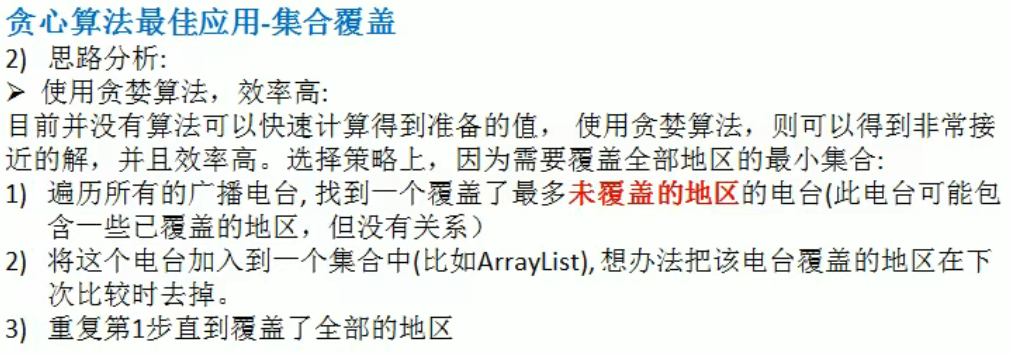 贪心算法最佳应用-集合覆盖
2) 思路分析:
➢ 使用贪婪算法，效率高:
目前并没有算法可以快速计算得到准备的值， 使用贪婪算法，则可以得到非常接
近的解，并且效率高。选择策略上，因为需要覆盖全部地区的最小集合:
1) 遍历所有的广播电台, 找到一个覆盖了最多未覆盖的地区的电台(此电台可能包
含一些已覆盖的地区，但没有关系）
2) 将这个电台加入到一个集合中(比如ArrayList), 想办法把该电台覆盖的地区在下
次比较时去掉。
3) 重复第1步直到覆盖了全部的地区